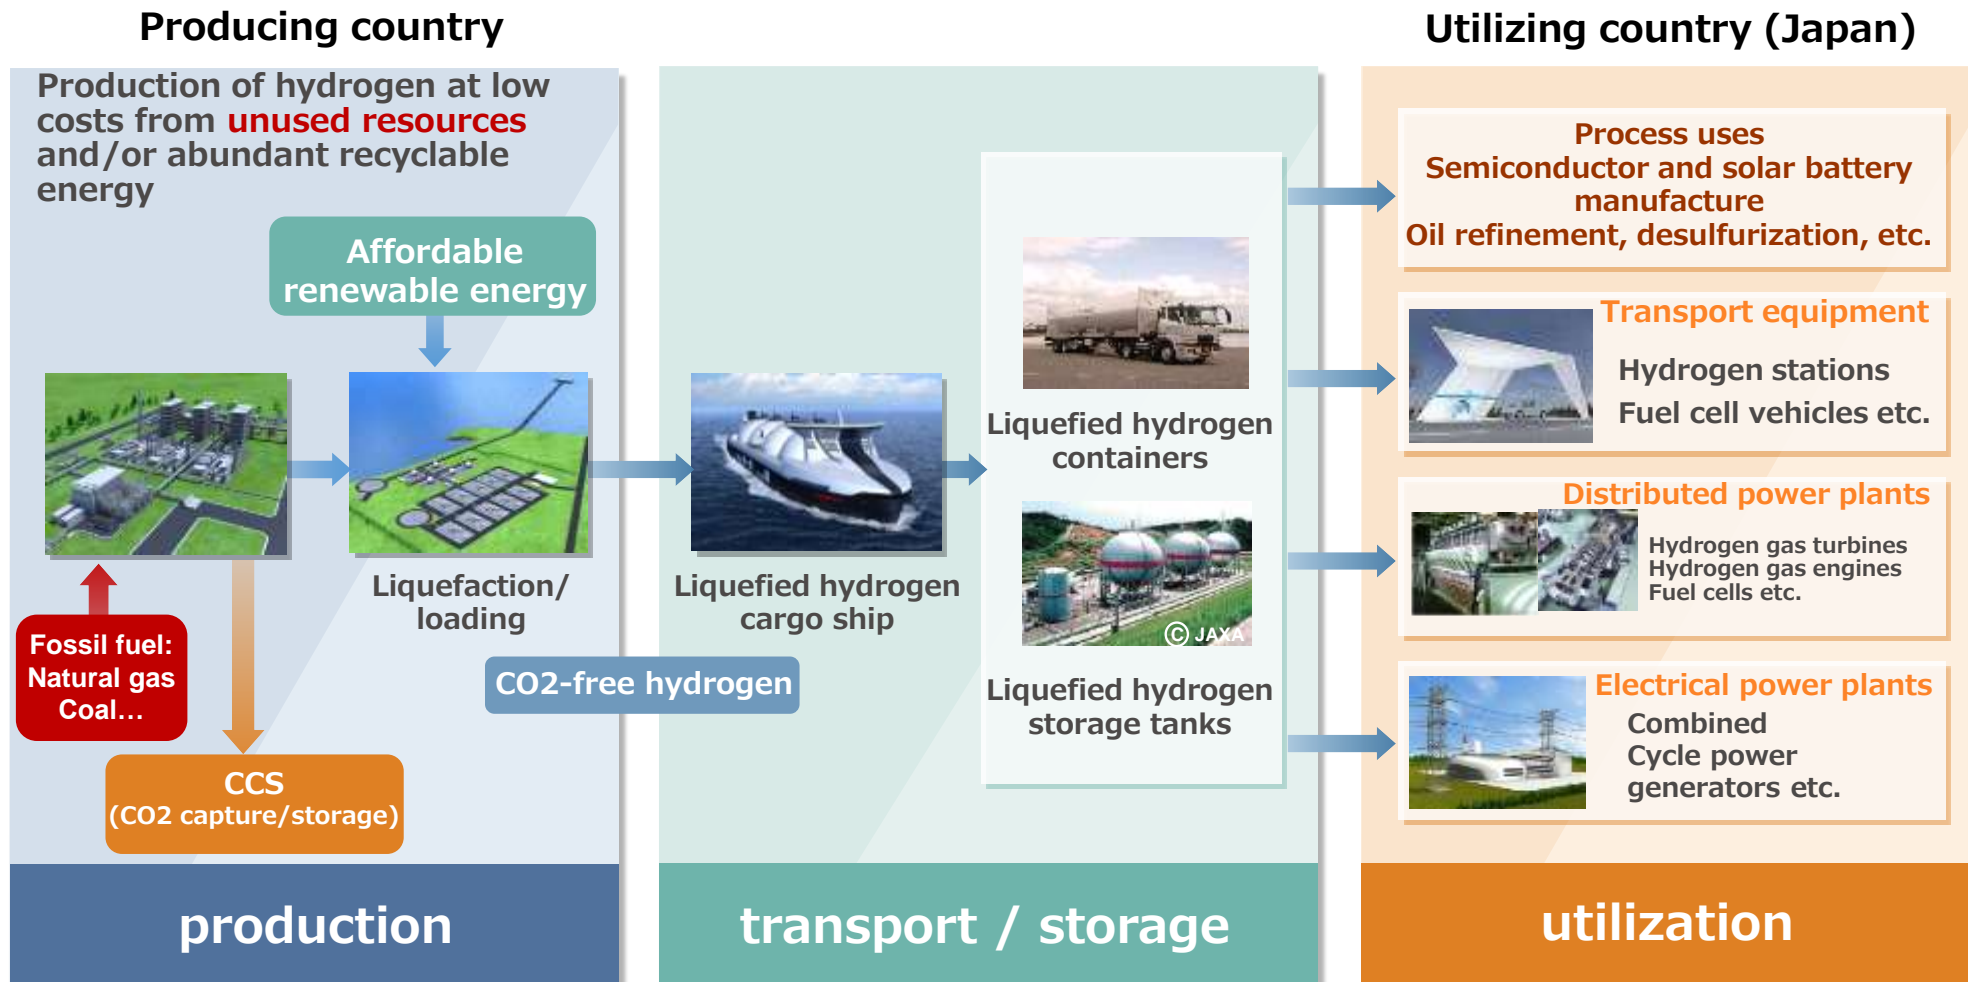 Producing country
Utilizing country (Japan)
Production of hydrogen at low
costs from unused resources
and/or abundant recyclable
energy
Affordable
renewable energy
Liquefaction/
loading
Fossil fuel:
Natural gas
Coal…
CCS
(CO2 capture/storage)
CO2-free hydrogen
production
Liquefied hydrogen
cargo ship
Liquefied hydrogen
containers
© JAXA
Liquefied hydrogen
storage tanks
transport / storage
Process uses
Semiconductor and solar battery
manufacture
Oil refinement, desulfurization, etc.
Transport equipment
Hydrogen stations
Fuel cell vehicles etc.
Distributed power plants
Hydrogen gas turbines
Hydrogen gas engines
Fuel cells etc.
Electrical power plants
Combined
Cycle power
generators etc.
utilization